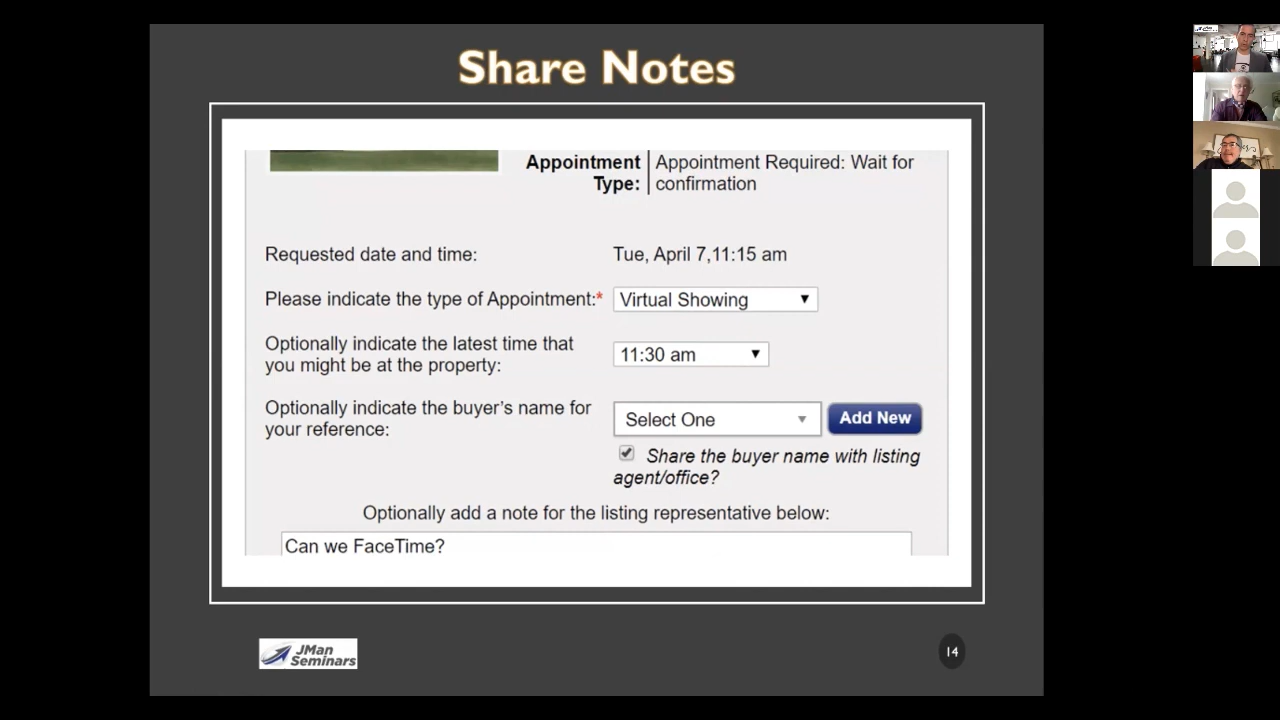 Share Notes
Appointment Type:
Appointment Required: Wait for confirmation
Requested date and time:
Tue, April 7,11:15 am
Please indicate the type of Appointment:*
Virtual Showing
Optionally indicate the latest time that
you might be at the property:
11:30 am
Optionally indicate the buyer's name for
your reference:
Select One
Add New
Share the buyer name with listing
agent/office?
Optionally add a note for the listing representative below:
Can we FaceTime?
JMan
Seminars
14